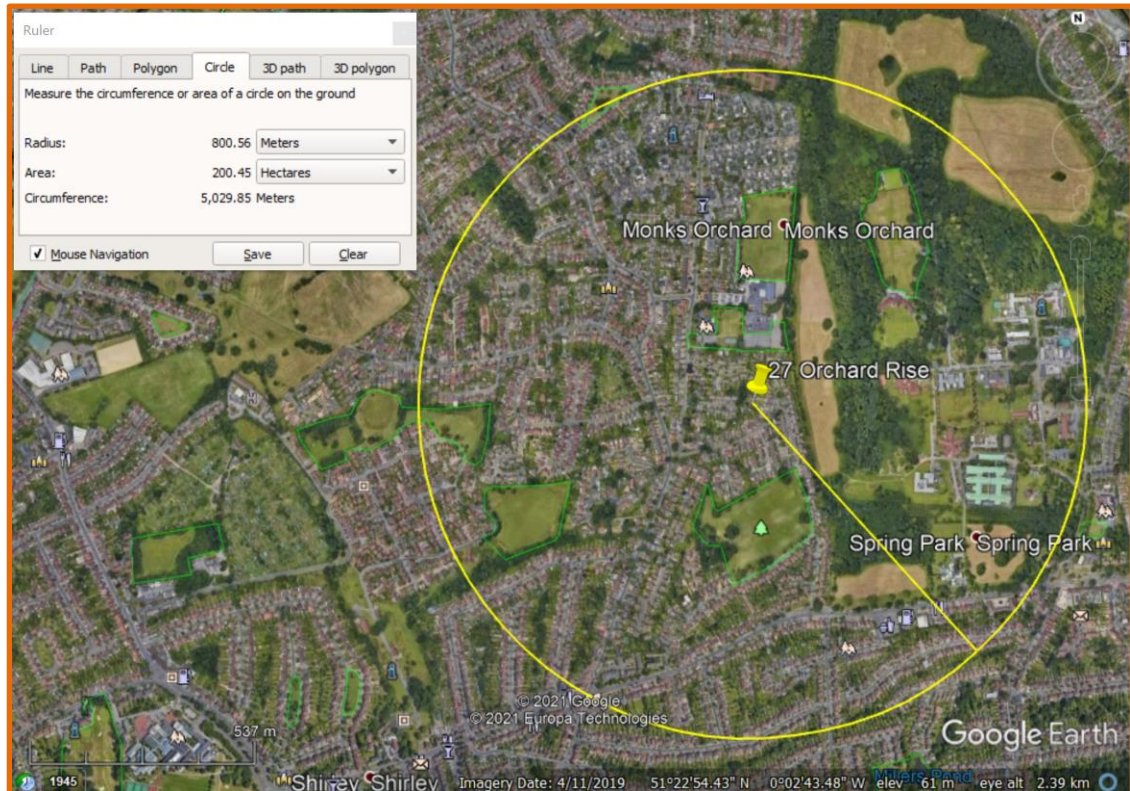 Ruler
Line Path Polygon Circle 3D path 3D polygon
Measure the circumference or area of a circle on the ground
Radius: 800.56 Meters
Area: 200.45 Hectares
Circumference: 5,029.85 Meters
Mouse Navigation Save Clear
N
Monks Orchard Monks Orchard
27 Orchard Rise
Spring Park Spring Park
© 2021 Google
© 2021 Europa Technologies
537 m
Google Earth
Shirley Shirley
Millers Pond
1945
Imagery Date: 4/11/2019 51°22'54.43" N 0°02'43.48" W elev 61 m eye alt 2.39 km